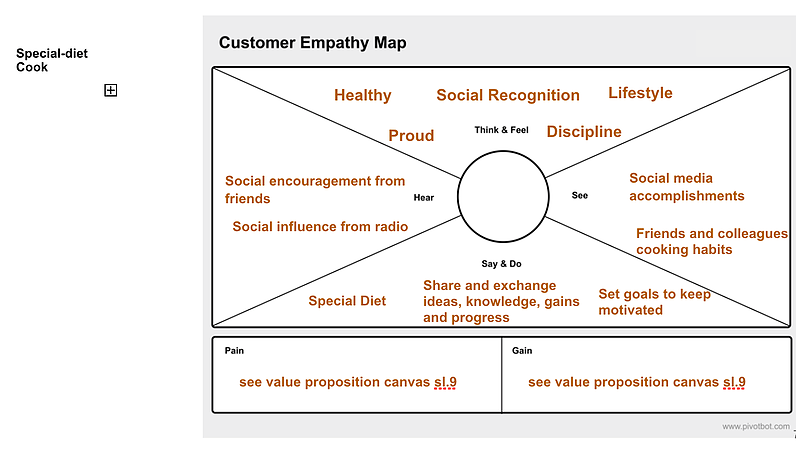 Special-diet
Cook
Customer Empathy Map
Healthy
Social Recognition
Lifestyle
Proud
Think & Feel
Discipline
Social encouragement from
friends
Hear
Social influence from radio
See
Social media
accomplishments
Friends and colleagues
cooking habits
Say & Do
Special Diet
Share and exchange
ideas, knowledge, gains
and progress
Set goals to keep
motivated
Pain
see value proposition canvas sl.9
Gain
see value proposition canvas sl.9
www.pivotbot.com